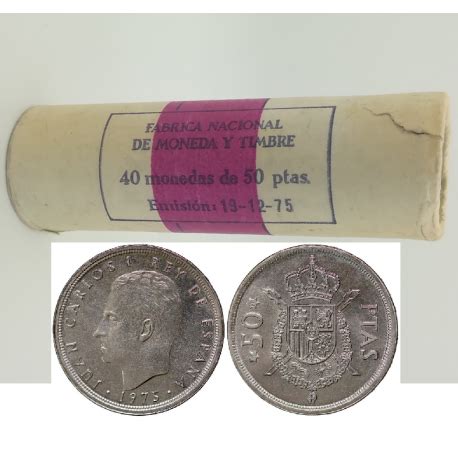 FABRICA NACIONAL
DE MONEDA Y TIMBRE
40 monedas de 50 ptas.
Emisión: 19-12-75
JUAN CARLOS I REY DE ESPAÑA
· 1975 ·
50
PTAS